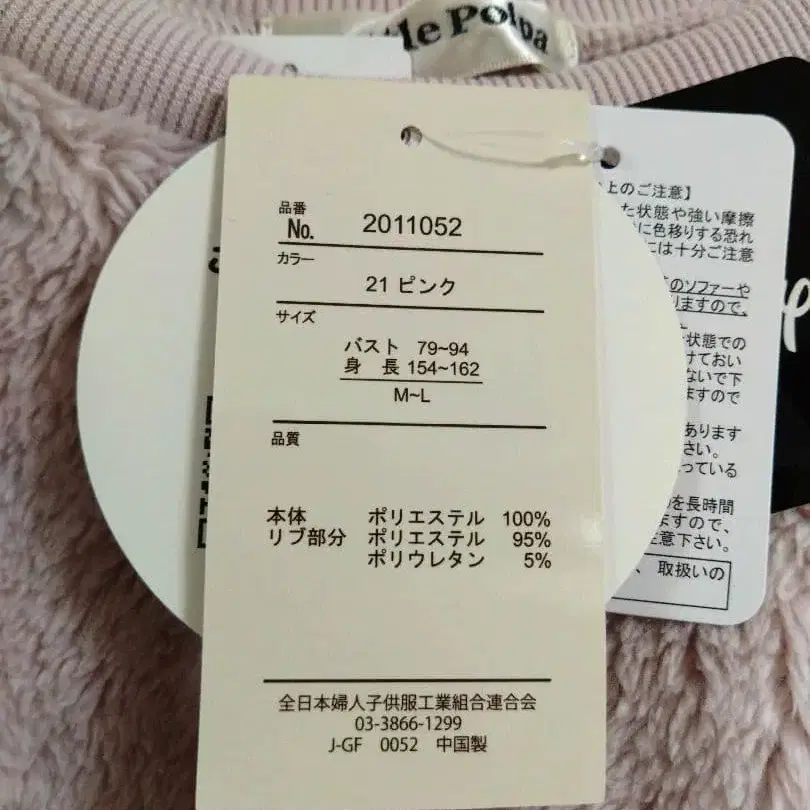 Polpa
品番
No. 2011052
カラー
21 ピンク
サイズ
バスト 79~94
身 長 154~162
M~L
品質
本体 ポリエステル 100%
リブ部分 ポリエステル 95%
ポリウレタン 5%
全日本婦人子供服工業組合連合会
03-3866-1299
J-GF 0052 中国製
上のご注意】
た状態や強い摩擦
に色移りする恐れ
には十分ご注意
のソファーや
りますので、
状態での
けておい
ないで下
ますので
あります
さい。
っている
を長時間
ますので、
注意下さい。
、取扱いの